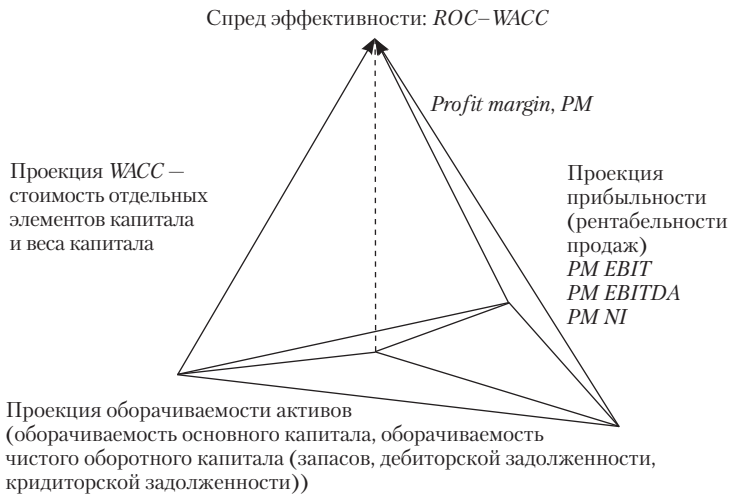 Спред эффективности: ROC–WACC
Profit margin, PM
Проекция WACC —
стоимость отдельных
элементов капитала
и веса капитала
Проекция
прибыльности
(рентабельности
продаж)
PM EBIT
PM EBITDA
PM NI
Проекция оборачиваемости активов
(оборачиваемость основного капитала, оборачиваемость
чистого оборотного капитала (запасов, дебиторской задолженности,
кридиторской задолженности))